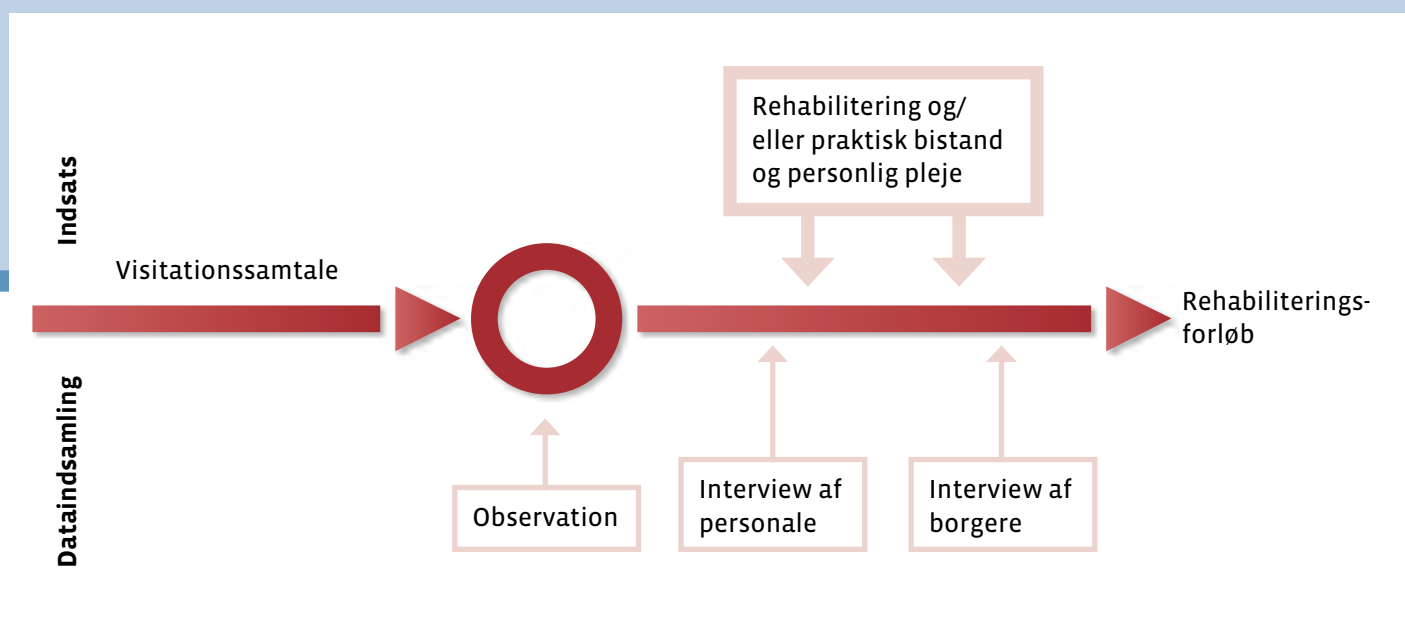 Indsats
Rehabilitering og/
eller praktisk bistand
og personlig pleje
Visitationssamtale
Rehabiliterings-
forløb
Dataindsamling
Observation
Interview af
personale
Interview af
borgere